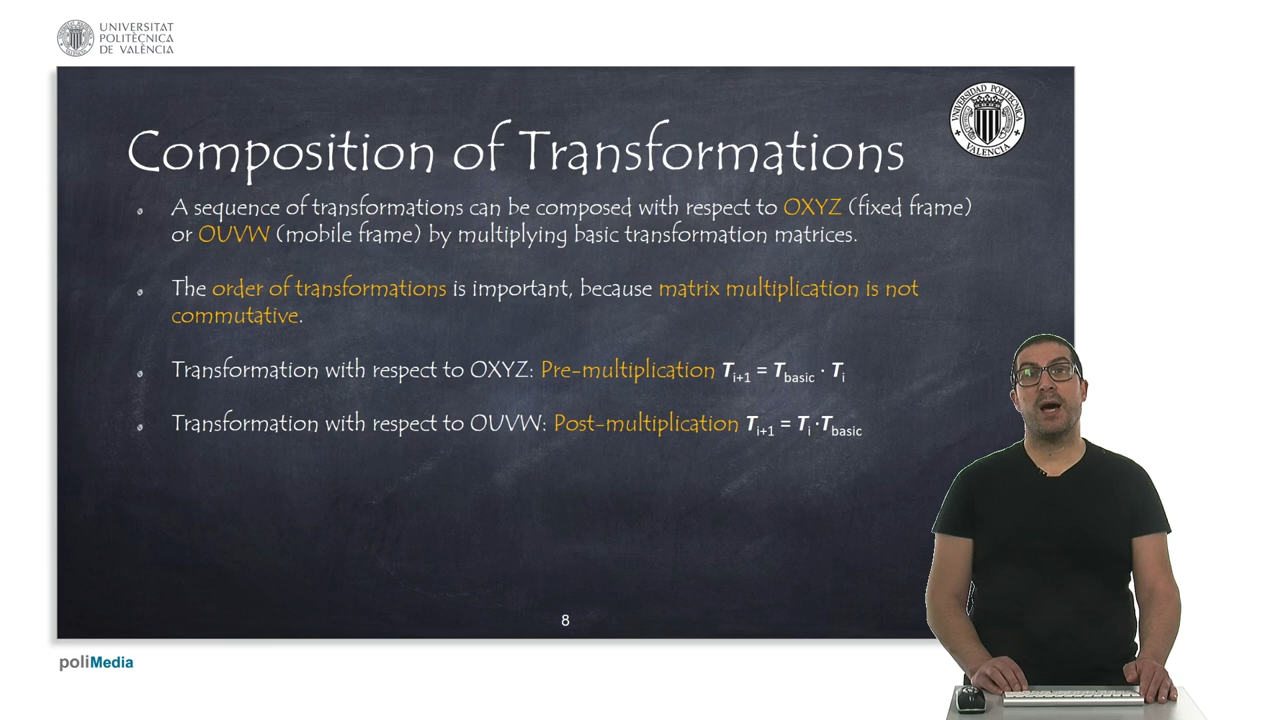 UNIVERSITAT
POLITÈCNICA
DE VALÈNCIA
UNIVERSIDAD POLITECNICA
VALENCIA
Composition of Transformations
A sequence of transformations can be composed with respect to OXYZ (fixed frame)
or OUVW (mobile frame) by multiplying basic transformation matrices.
The order of transformations is important, because matrix multiplication is not
commutative.
Transformation with respect to OXYZ: Pre-multiplication Ti+1 = Tbasic · Ti
Transformation with respect to OUVW: Post-multiplication Ti+1 = Ti ·Tbasic
8
poliMedia